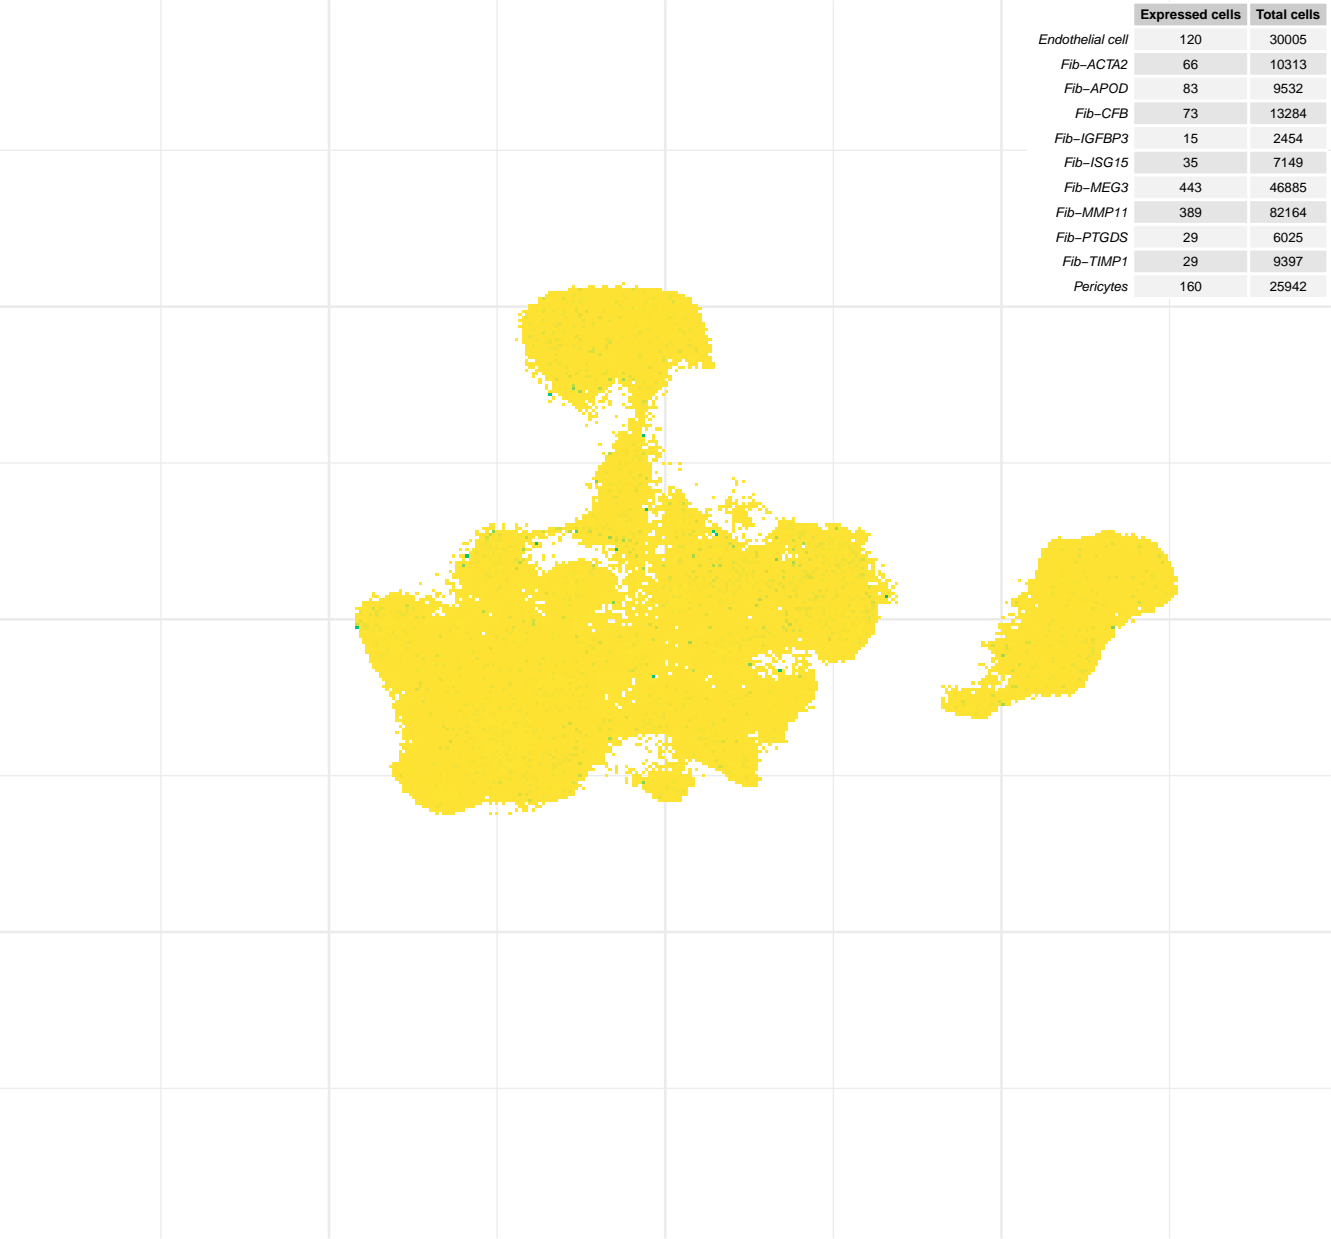 Expressed cells Total cells
Endothelial cell 120 30005
Fib−ACTA2 66 10313
Fib−APOD 83 9532
Fib−CFB 73 13284
Fib−IGFBP3 15 2454
Fib−ISG15 35 7149
Fib−MEG3 443 46885
Fib−MMP11 389 82164
Fib−PTGDS 29 6025
Fib−TIMP1 29 9397
Pericytes 160 25942